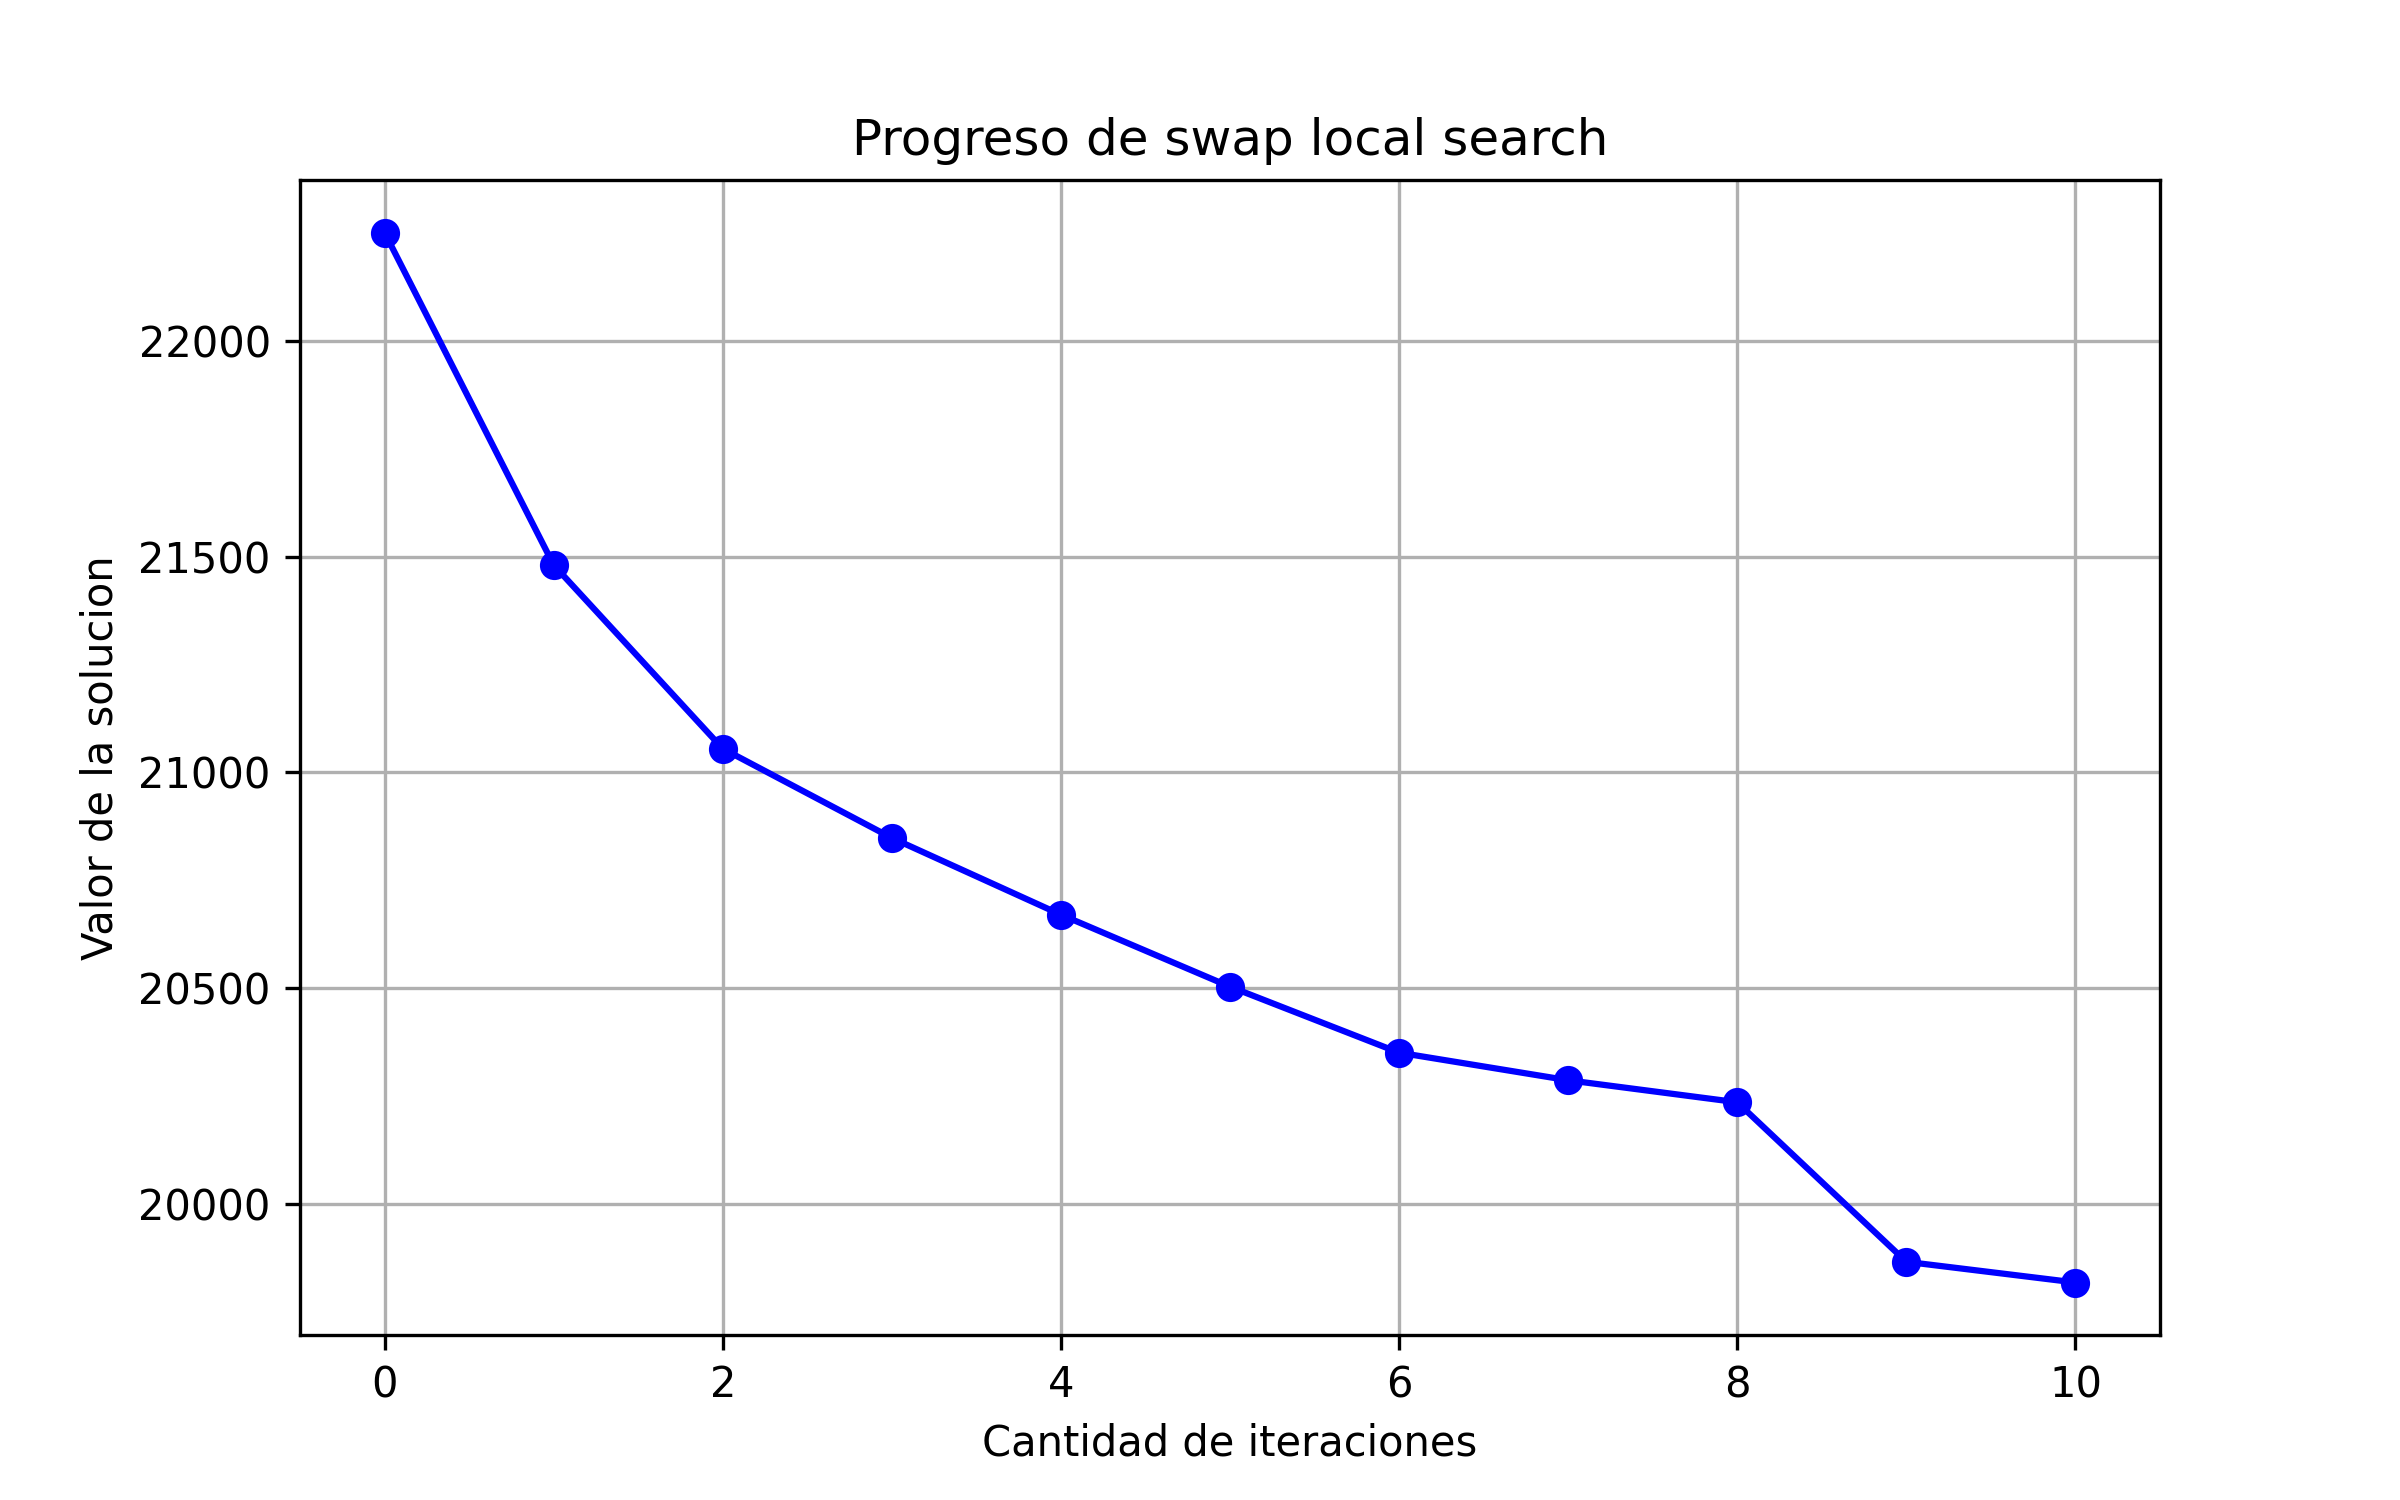 Progreso de swap local search
Valor de la solucion
22000
21500
21000
20500
20000
0 2 4 6 8 10
Cantidad de iteraciones